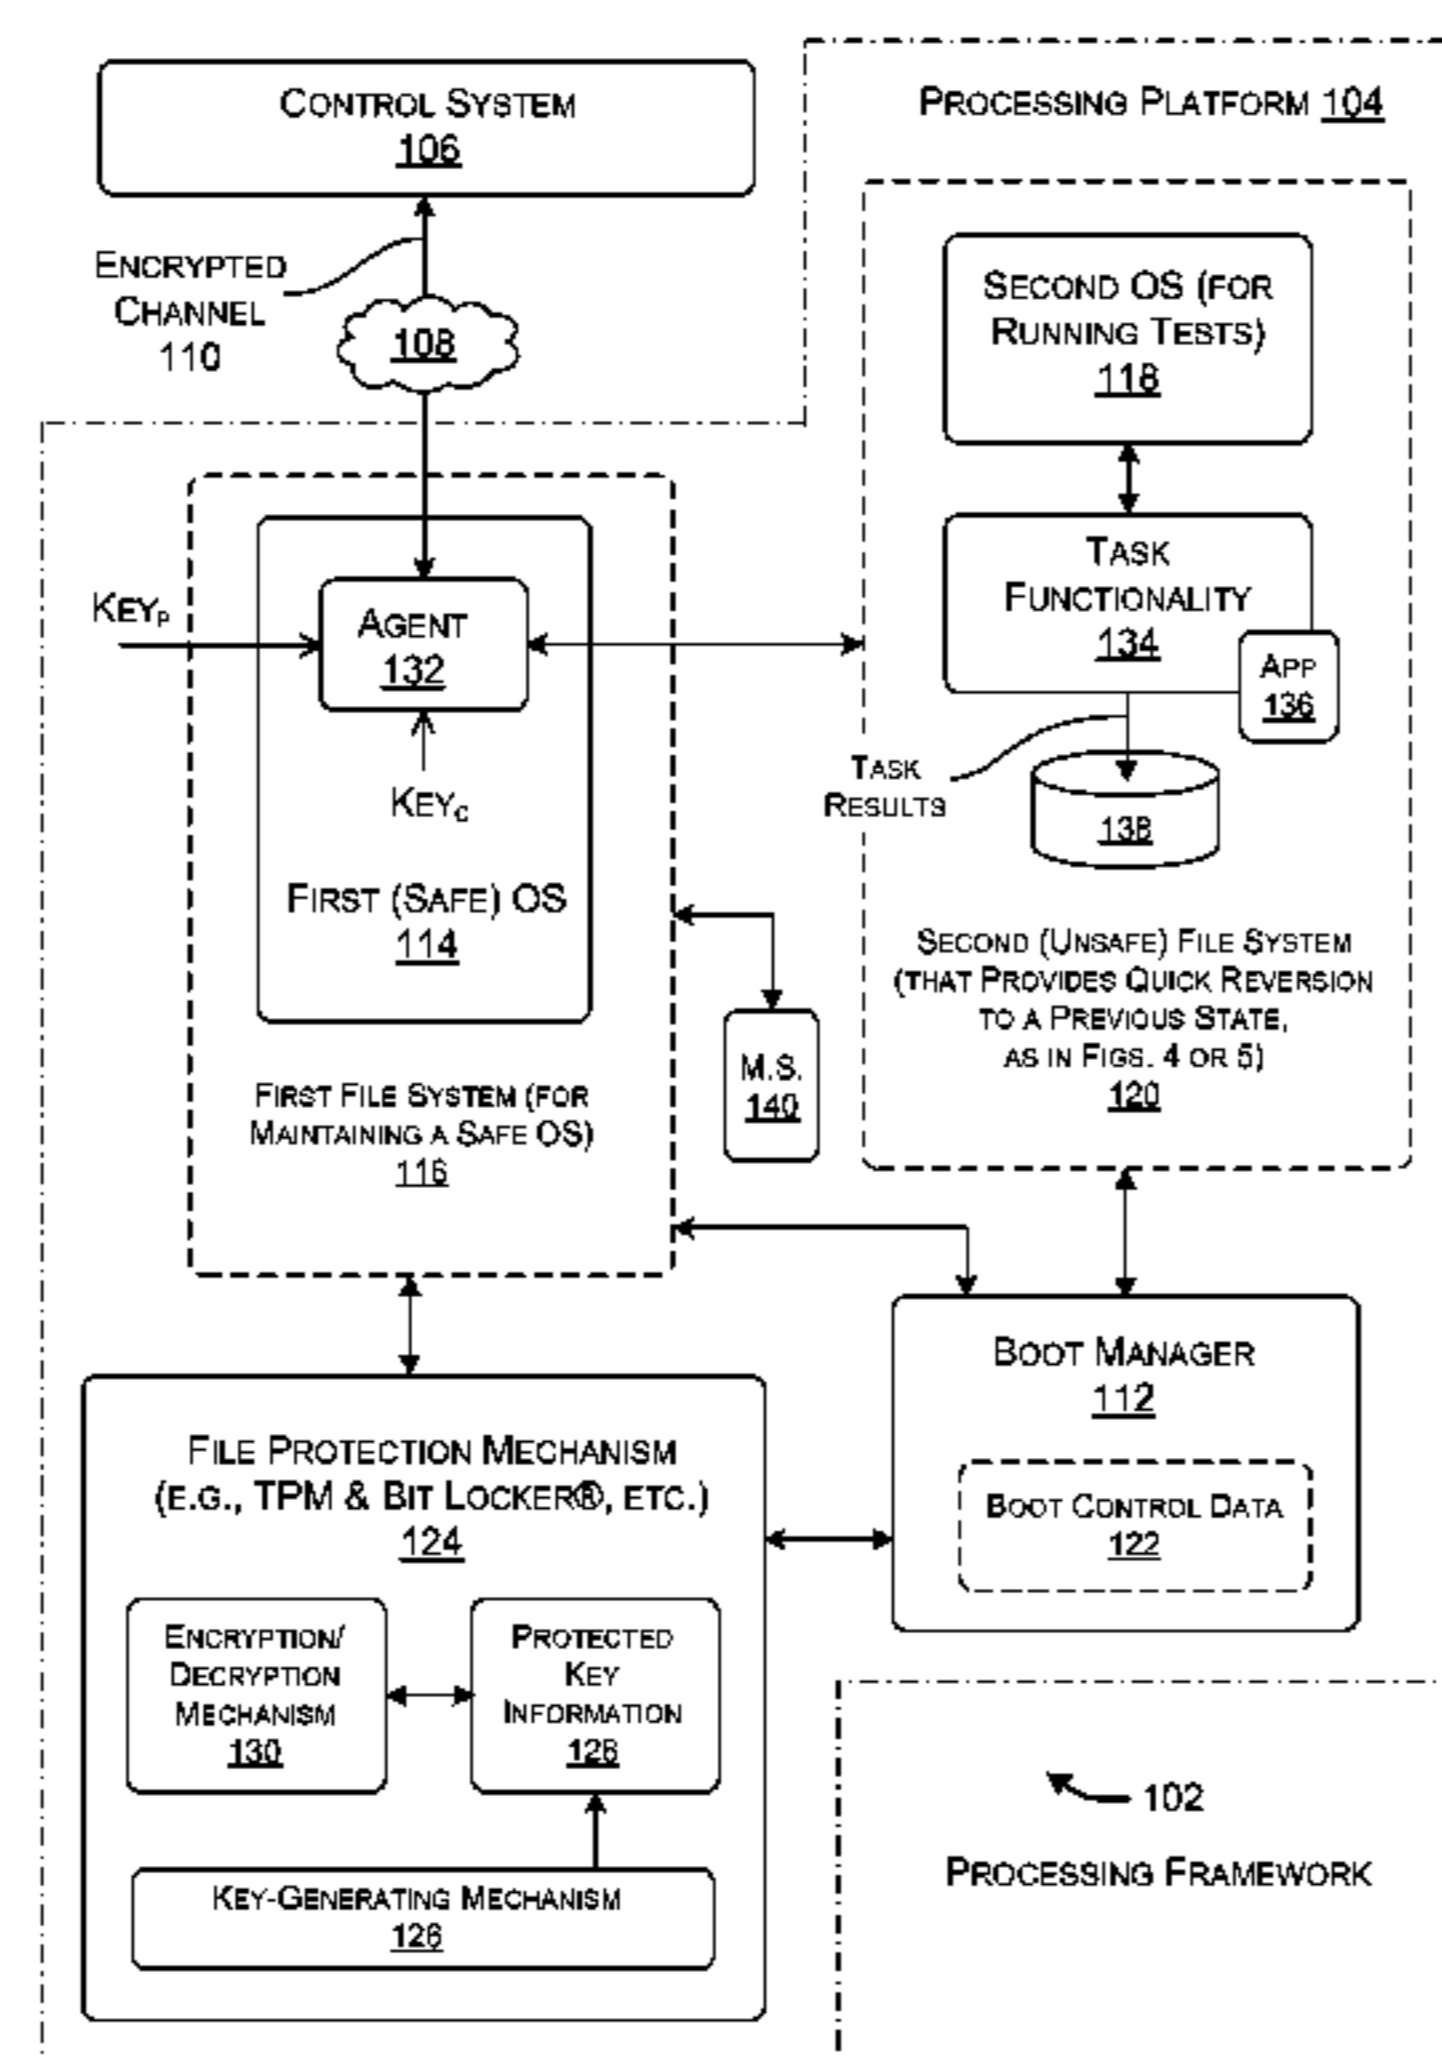 CONTROL SYSTEM
106
PROCESSING PLATFORM 104
ENCRYPTED
CHANNEL
110
108
SECOND OS (FOR
RUNNING TESTS)
118
TASK
FUNCTIONALITY
134
APP
136
TASK
RESULTS
138
KEYP
AGENT
132
KEYC
FIRST (SAFE) OS
114
FIRST FILE SYSTEM (FOR
MAINTAINING A SAFE OS)
116
M.S.
140
SECOND (UNSAFE) FILE SYSTEM
(THAT PROVIDES QUICK REVERSION
TO A PREVIOUS STATE,
AS IN FIGS. 4 OR 5)
120
BOOT MANAGER
112
BOOT CONTROL DATA
122
FILE PROTECTION MECHANISM
(E.G., TPM & BIT LOCKER®, ETC.)
124
ENCRYPTION/
DECRYPTION
MECHANISM
130
PROTECTED
KEY
INFORMATION
128
KEY-GENERATING MECHANISM
126
102
PROCESSING FRAMEWORK